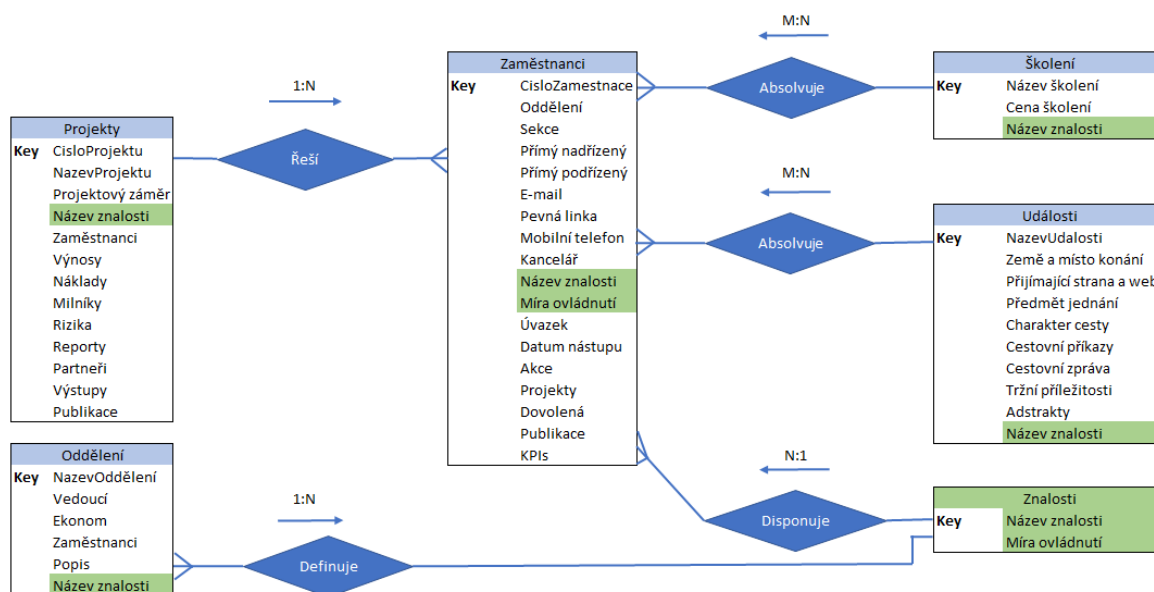 M:N
Zaměstnanci
Key CisloZamestnace
Oddělení
Sekce
Přímý nadřízený
Přímý podřízený
E-mail
Pevná linka
Mobilní telefon
Kancelář
Název znalosti
Míra ovládnutí
Úvazek
Datum nástupu
Akce
Projekty
Dovolená
Publikace
KPIs
Absolvuje
Školení
Key Název školení
Cena školení
Název znalosti
1:N
Projekty
Key CisloProjektu
NazevProjektu
Projektový záměr
Název znalosti
Zaměstnanci
Výnosy
Náklady
Milníky
Rizika
Reporty
Partneři
Výstupy
Publikace
Řeší
M:N
Absolvuje
Události
Key NazevUdalosti
Země a místo konání
Přijímající strana a web
Předmět jednání
Charakter cesty
Cestovní příkazy
Cestovní zpráva
Tržní příležitosti
Adstrakty
Název znalosti
Oddělení
Key NazevOddělení
Vedoucí
Ekonom
Zaměstnanci
Popis
Název znalosti
1:N
Definuje
N:1
Disponuje
Znalosti
Key Název znalosti
Míra ovládnutí